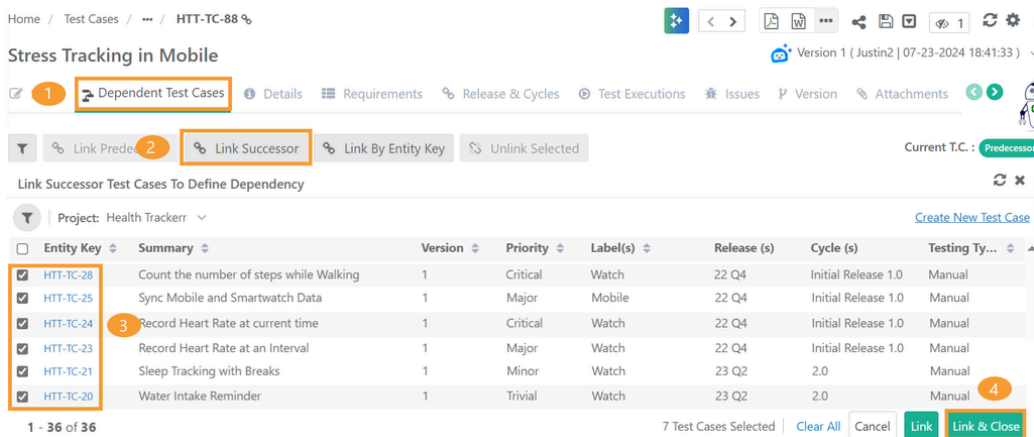 Home / Test Cases / ... / HTT-TC-88
1
Stress Tracking in Mobile
Version 1 ( Justin2 | 07-23-2024 18:41:33 )
1 Dependent Test Cases Details Requirements Release & Cycles Test Executions Issues Version Attachments
2 Link Successor Link By Entity Key Unlink Selected Current T.C. : Predecessor
Link Successor Test Cases To Define Dependency
Project: Health Trackerr Create New Test Case
Entity Key Summary Version Priority Label(s) Release (s) Cycle (s) Testing Ty...
HTT-TC-28 Count the number of steps while Walking 1 Critical Watch 22 Q4 Initial Release 1.0 Manual
HTT-TC-25 Sync Mobile and Smartwatch Data 1 Major Mobile 22 Q4 Initial Release 1.0 Manual
HTT-TC-24 3 Record Heart Rate at current time 1 Critical Watch 22 Q4 Initial Release 1.0 Manual
HTT-TC-23 Record Heart Rate at an Interval 1 Major Watch 22 Q4 Initial Release 1.0 Manual
HTT-TC-21 Sleep Tracking with Breaks 1 Minor Watch 23 Q2 2.0 Manual
HTT-TC-20 Water Intake Reminder 1 Trivial Watch 23 Q2 2.0 Manual 4
1 - 36 of 36 7 Test Cases Selected Clear All Cancel Link Link & Close